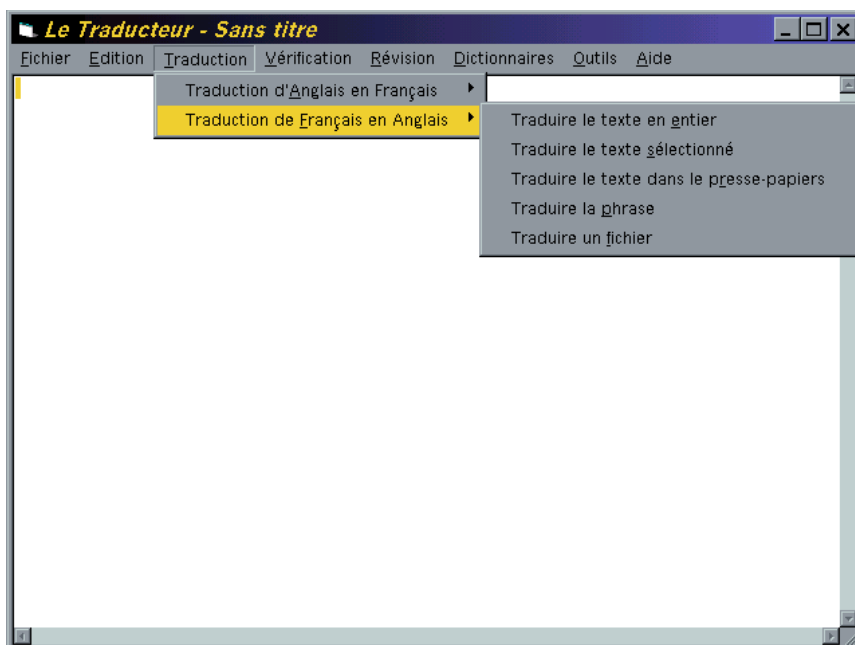 Le Traducteur - Sans titre
Fichier Edition Traduction Vérification Révision Dictionnaires Outils Aide
Traduction d'Anglais en Français
Traduction de Français en Anglais
Traduire le texte en entier
Traduire le texte sélectionné
Traduire le texte dans le presse-papiers
Traduire la phrase
Traduire un fichier